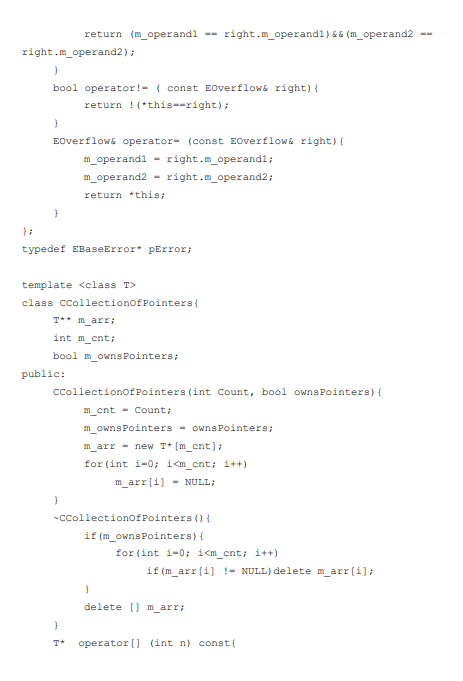 return (m_operand1 == right.m_operand1)&&(m_operand2 ==
right.m_operand2);
}
bool operator!= ( const EOverflow& right){
return !(*this==right);
}
EOverflow& operator= (const EOverflow& right){
m_operand1 = right.m_operand1;
m_operand2 = right.m_operand2;
return *this;
}
};
typedef EBaseError* pError;
template <class T>
class CCollectionOfPointers{
T** m_arr;
int m_cnt;
bool m_ownsPointers;
public:
CCollectionOfPointers(int Count, bool ownsPointers){
m_cnt = Count;
m_ownsPointers = ownsPointers;
m_arr = new T*[m_cnt];
for(int i=0; i<m_cnt; i++)
m_arr[i] = NULL;
}
~CCollectionOfPointers(){
if(m_ownsPointers){
for(int i=0; i<m_cnt; i++)
if(m_arr[i] != NULL)delete m_arr[i];
}
delete [] m_arr;
}
T*  operator[] (int n) const{